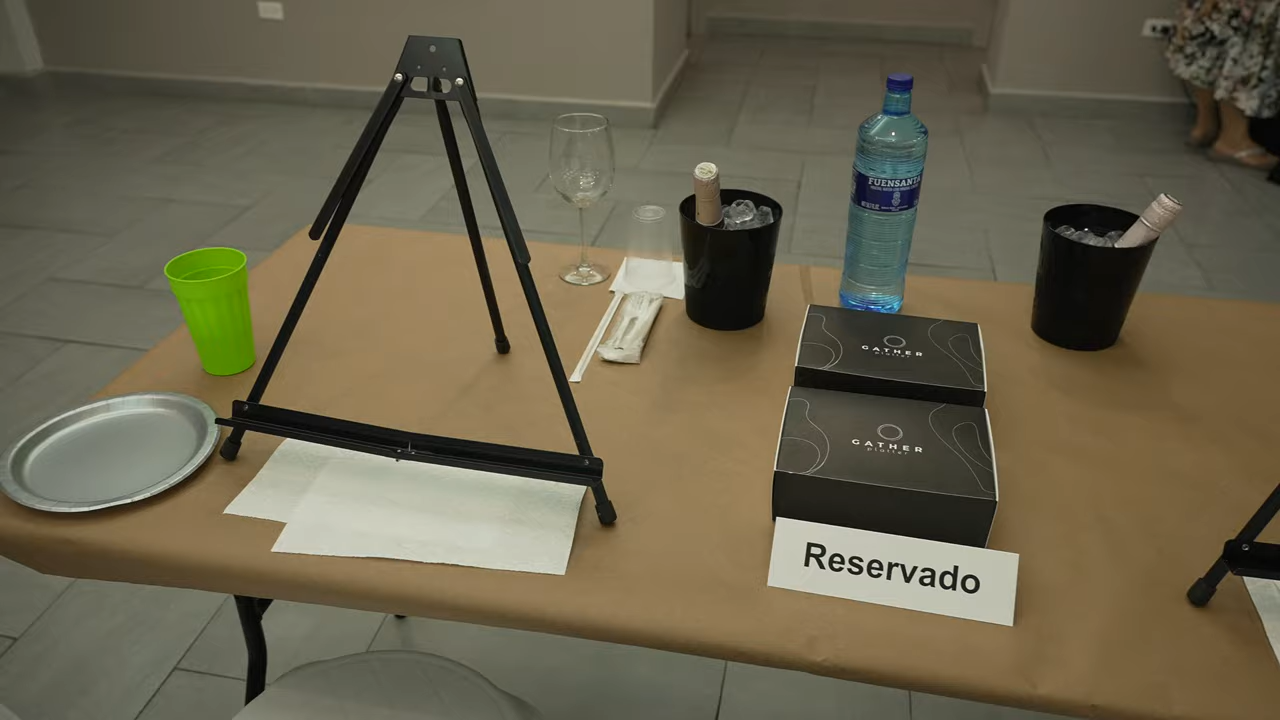 FUENSANTA
GATHER
platter
GATHER
platter
Reservado